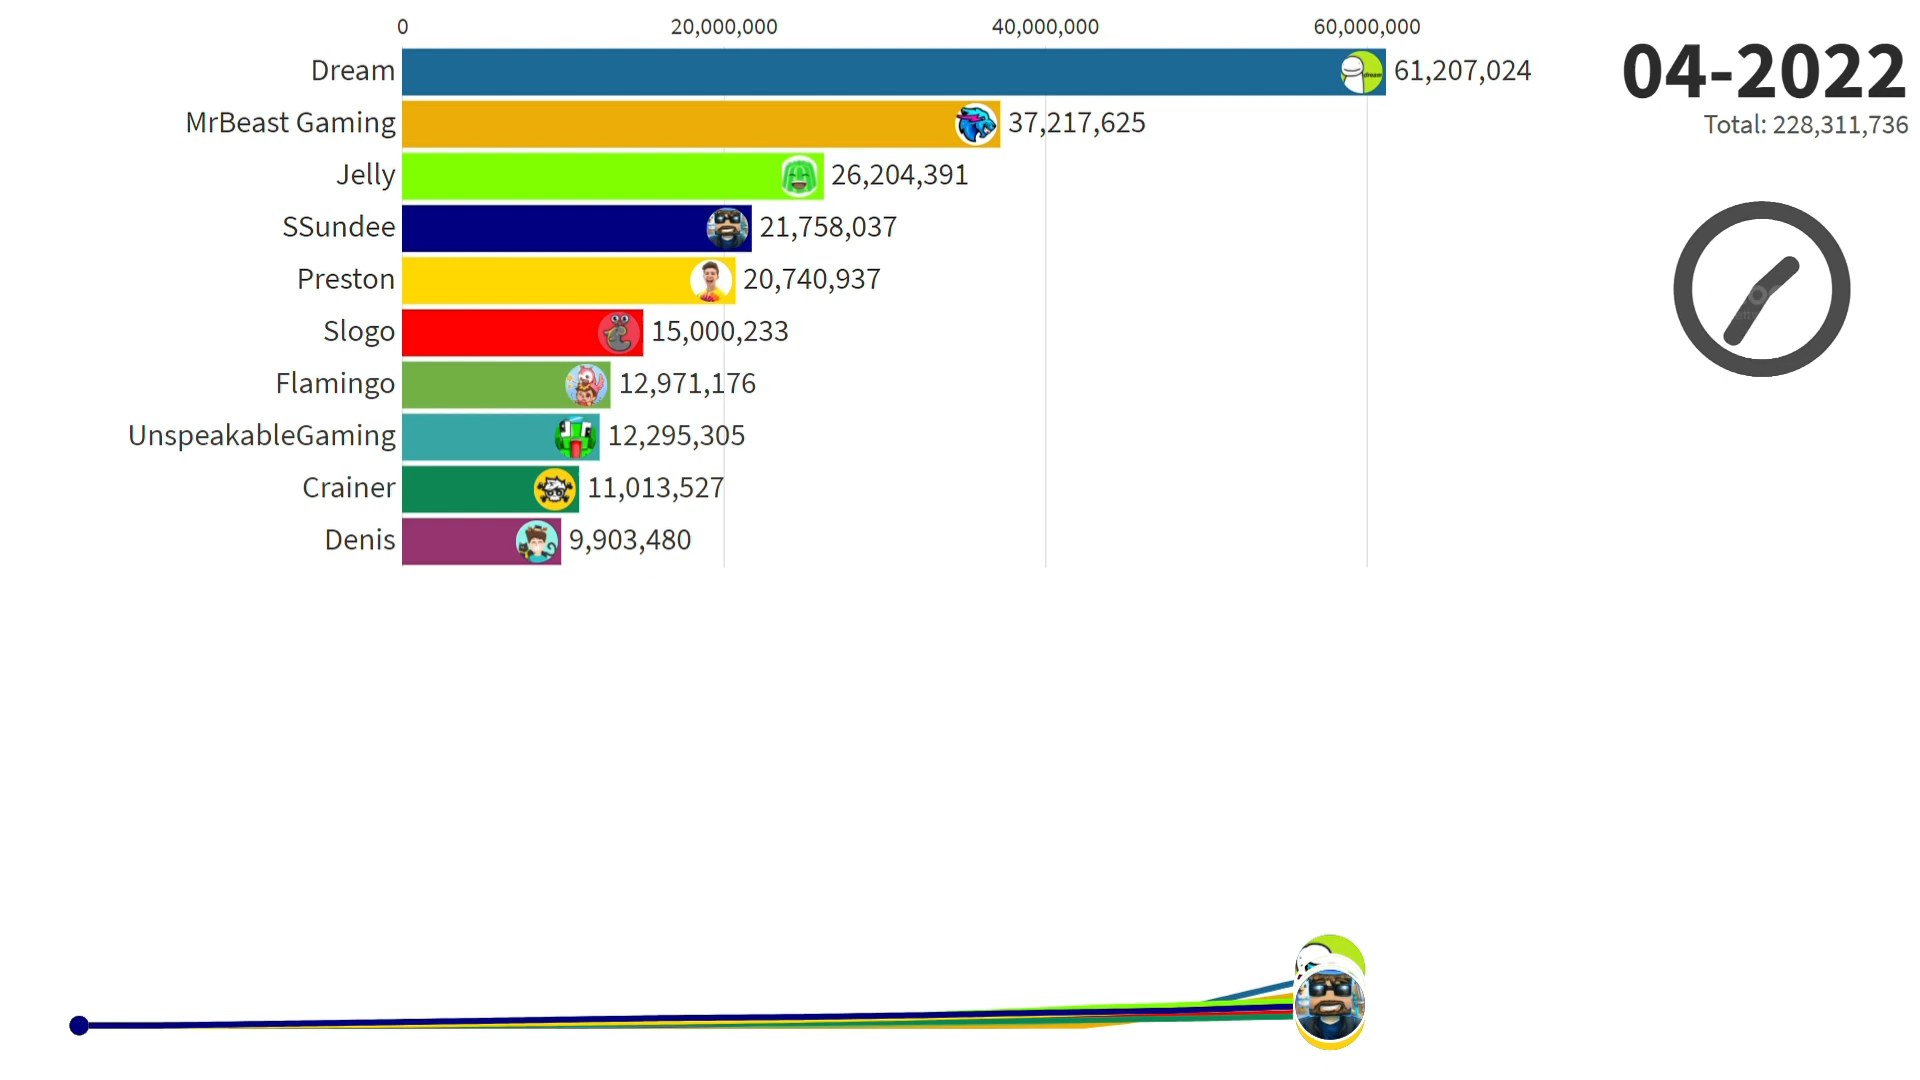 0 20,000,000 40,000,000 60,000,000
04-2022
Total: 228,311,736
Dream 61,207,024
MrBeast Gaming 37,217,625
Jelly 26,204,391
SSundee 21,758,037
Preston 20,740,937
Slogo 15,000,233
Flamingo 12,971,176
UnspeakableGaming 12,295,305
Crainer 11,013,527
Denis 9,903,480
dream